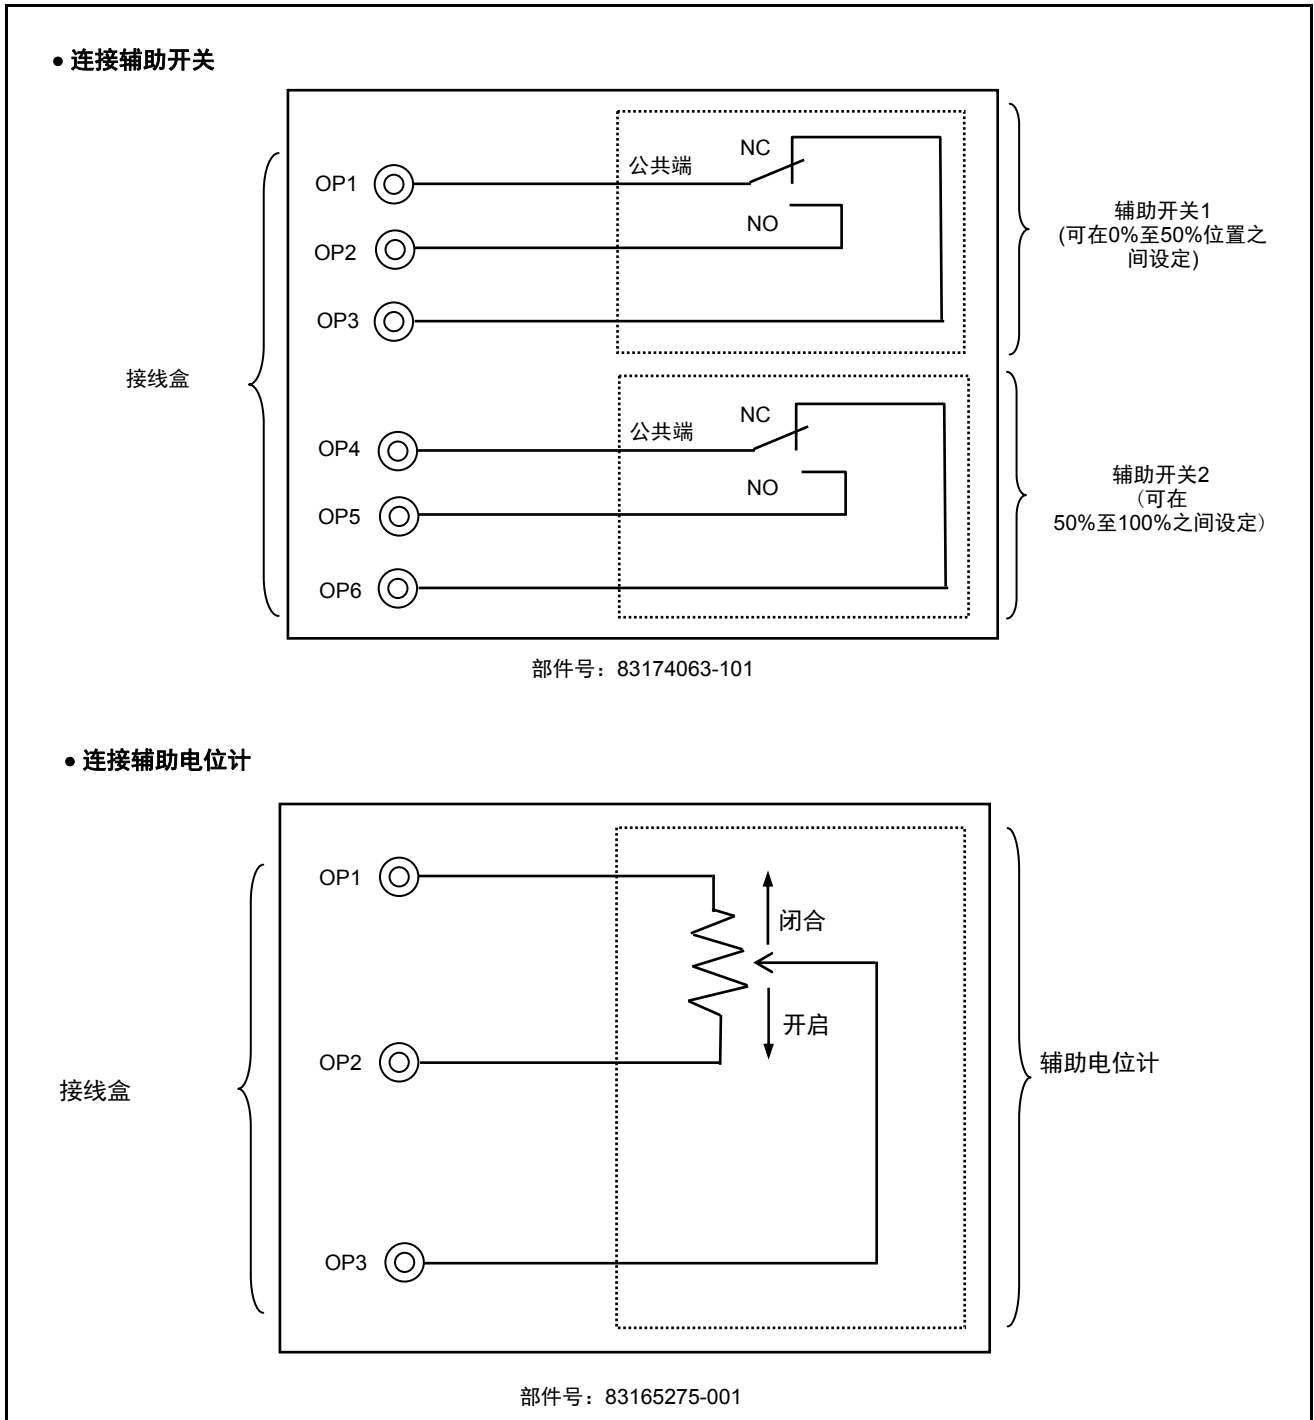 ● 连接辅助开关
NC
公共端
OP1
NO
OP2
OP3
辅助开关1
(可在0%至50%位置之
间设定)
接线盒
NC
公共端
OP4
NO
OP5
OP6
辅助开关2
（可在
50%至100%之间设定）
部件号：83174063-101
● 连接辅助电位计
OP1
闭合
开启
OP2
辅助电位计
接线盒
OP3
部件号：83165275-001